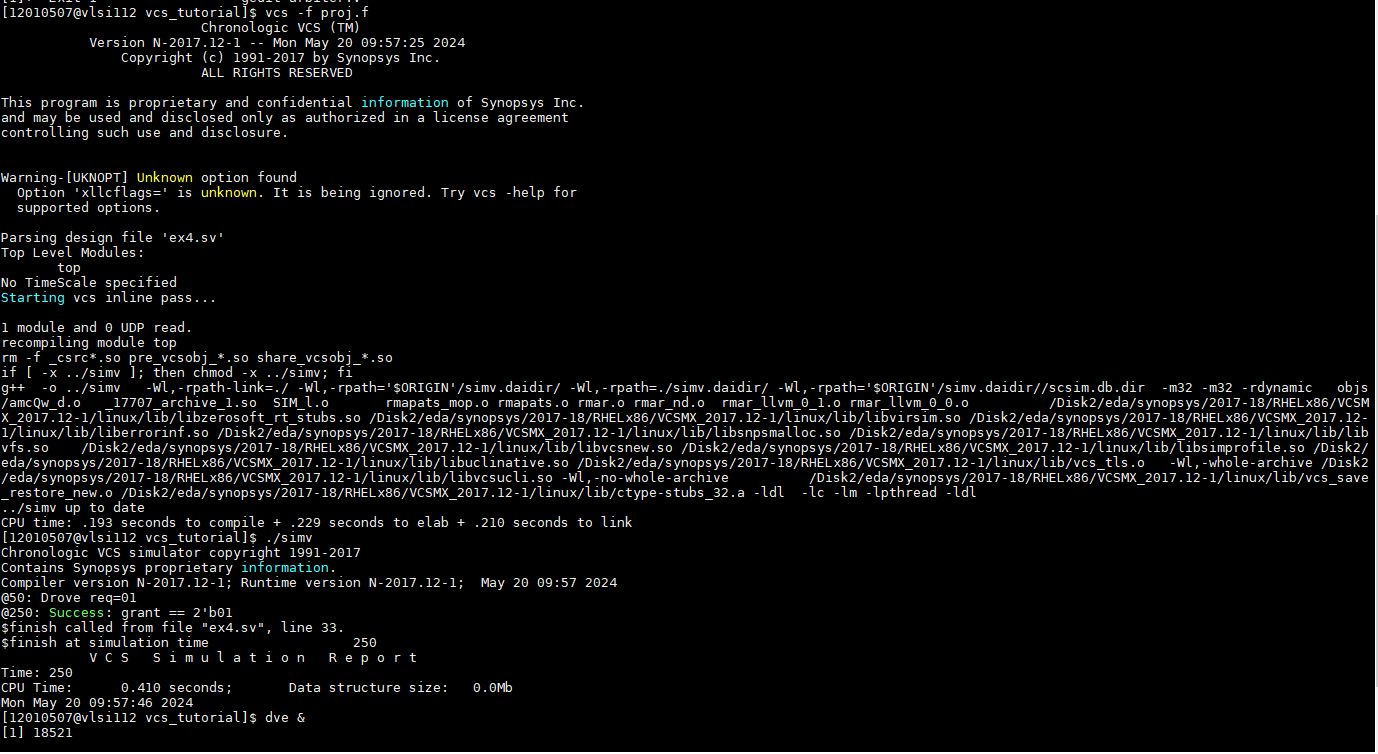 [12010507@vlsi112 vcs_tutorial]$ vcs -f proj.f
Chronologic VCS (TM)
Version N-2017.12-1 -- Mon May 20 09:57:25 2024
Copyright (c) 1991-2017 by Synopsys Inc.
ALL RIGHTS RESERVED
This program is proprietary and confidential information of Synopsys Inc.
and may be used and disclosed only as authorized in a license agreement
controlling such use and disclosure.
Warning-[UKNOPT] Unknown option found
Option 'xllcflags=' is unknown. It is being ignored. Try vcs -help for
supported options.
Parsing design file 'ex4.sv'
Top Level Modules:
top
No TimeScale specified
Starting vcs inline pass...
1 module and 0 UDP read.
recompiling module top
rm -f _csrc*.so pre_vcsobj_*.so share_vcsobj_*.so
if [ -x ../simv ]; then chmod -x ../simv; fi
g++  -o ../simv   -Wl,-rpath-link=./ -Wl,-rpath='$ORIGIN'/simv.daidir/ -Wl,-rpath=./simv.daidir/ -Wl,-rpath='$ORIGIN'/simv.daidir//scsim.db.dir  -m32 -m32 -rdynamic   objs
/amcQw_d.o   _17707_archive_1.so  SIM_l.o       rmapats_mop.o rmapats.o rmar.o rmar_nd.o  rmar_llvm_0_1.o rmar_llvm_0_0.o          /Disk2/eda/synopsys/2017-18/RHELx86/VCSM
X_2017.12-1/linux/lib/libzerosoft_rt_stubs.so /Disk2/eda/synopsys/2017-18/RHELx86/VCSMX_2017.12-1/linux/lib/libvirsim.so /Disk2/eda/synopsys/2017-18/RHELx86/VCSMX_2017.12-
1/linux/lib/liberrorinf.so /Disk2/eda/synopsys/2017-18/RHELx86/VCSMX_2017.12-1/linux/lib/libsnpsmalloc.so /Disk2/eda/synopsys/2017-18/RHELx86/VCSMX_2017.12-1/linux/lib/lib
vfs.so    /Disk2/eda/synopsys/2017-18/RHELx86/VCSMX_2017.12-1/linux/lib/libvcsnew.so /Disk2/eda/synopsys/2017-18/RHELx86/VCSMX_2017.12-1/linux/lib/libsimprofile.so /Disk2/
eda/synopsys/2017-18/RHELx86/VCSMX_2017.12-1/linux/lib/libuclinative.so /Disk2/eda/synopsys/2017-18/RHELx86/VCSMX_2017.12-1/linux/lib/vcs_tls.o   -Wl,-whole-archive /Disk2
/eda/synopsys/2017-18/RHELx86/VCSMX_2017.12-1/linux/lib/libvcsucli.so -Wl,-no-whole-archive          /Disk2/eda/synopsys/2017-18/RHELx86/VCSMX_2017.12-1/linux/lib/vcs_save
_restore_new.o /Disk2/eda/synopsys/2017-18/RHELx86/VCSMX_2017.12-1/linux/lib/ctype-stubs_32.a -ldl  -lc -lm -lpthread -ldl
../simv up to date
CPU time: .193 seconds to compile + .229 seconds to elab + .210 seconds to link
[12010507@vlsi112 vcs_tutorial]$ ./simv
Chronologic VCS simulator copyright 1991-2017
Contains Synopsys proprietary information.
Compiler version N-2017.12-1; Runtime version N-2017.12-1;  May 20 09:57 2024
@50: Drove req=01
@250: Success: grant == 2'b01
$finish called from file "ex4.sv", line 33.
$finish at simulation time                  250
V C S   S i m u l a t i o n   R e p o r t
Time: 250
CPU Time:      0.410 seconds;       Data structure size:   0.0Mb
Mon May 20 09:57:46 2024
[12010507@vlsi112 vcs_tutorial]$ dve &
[1] 18521